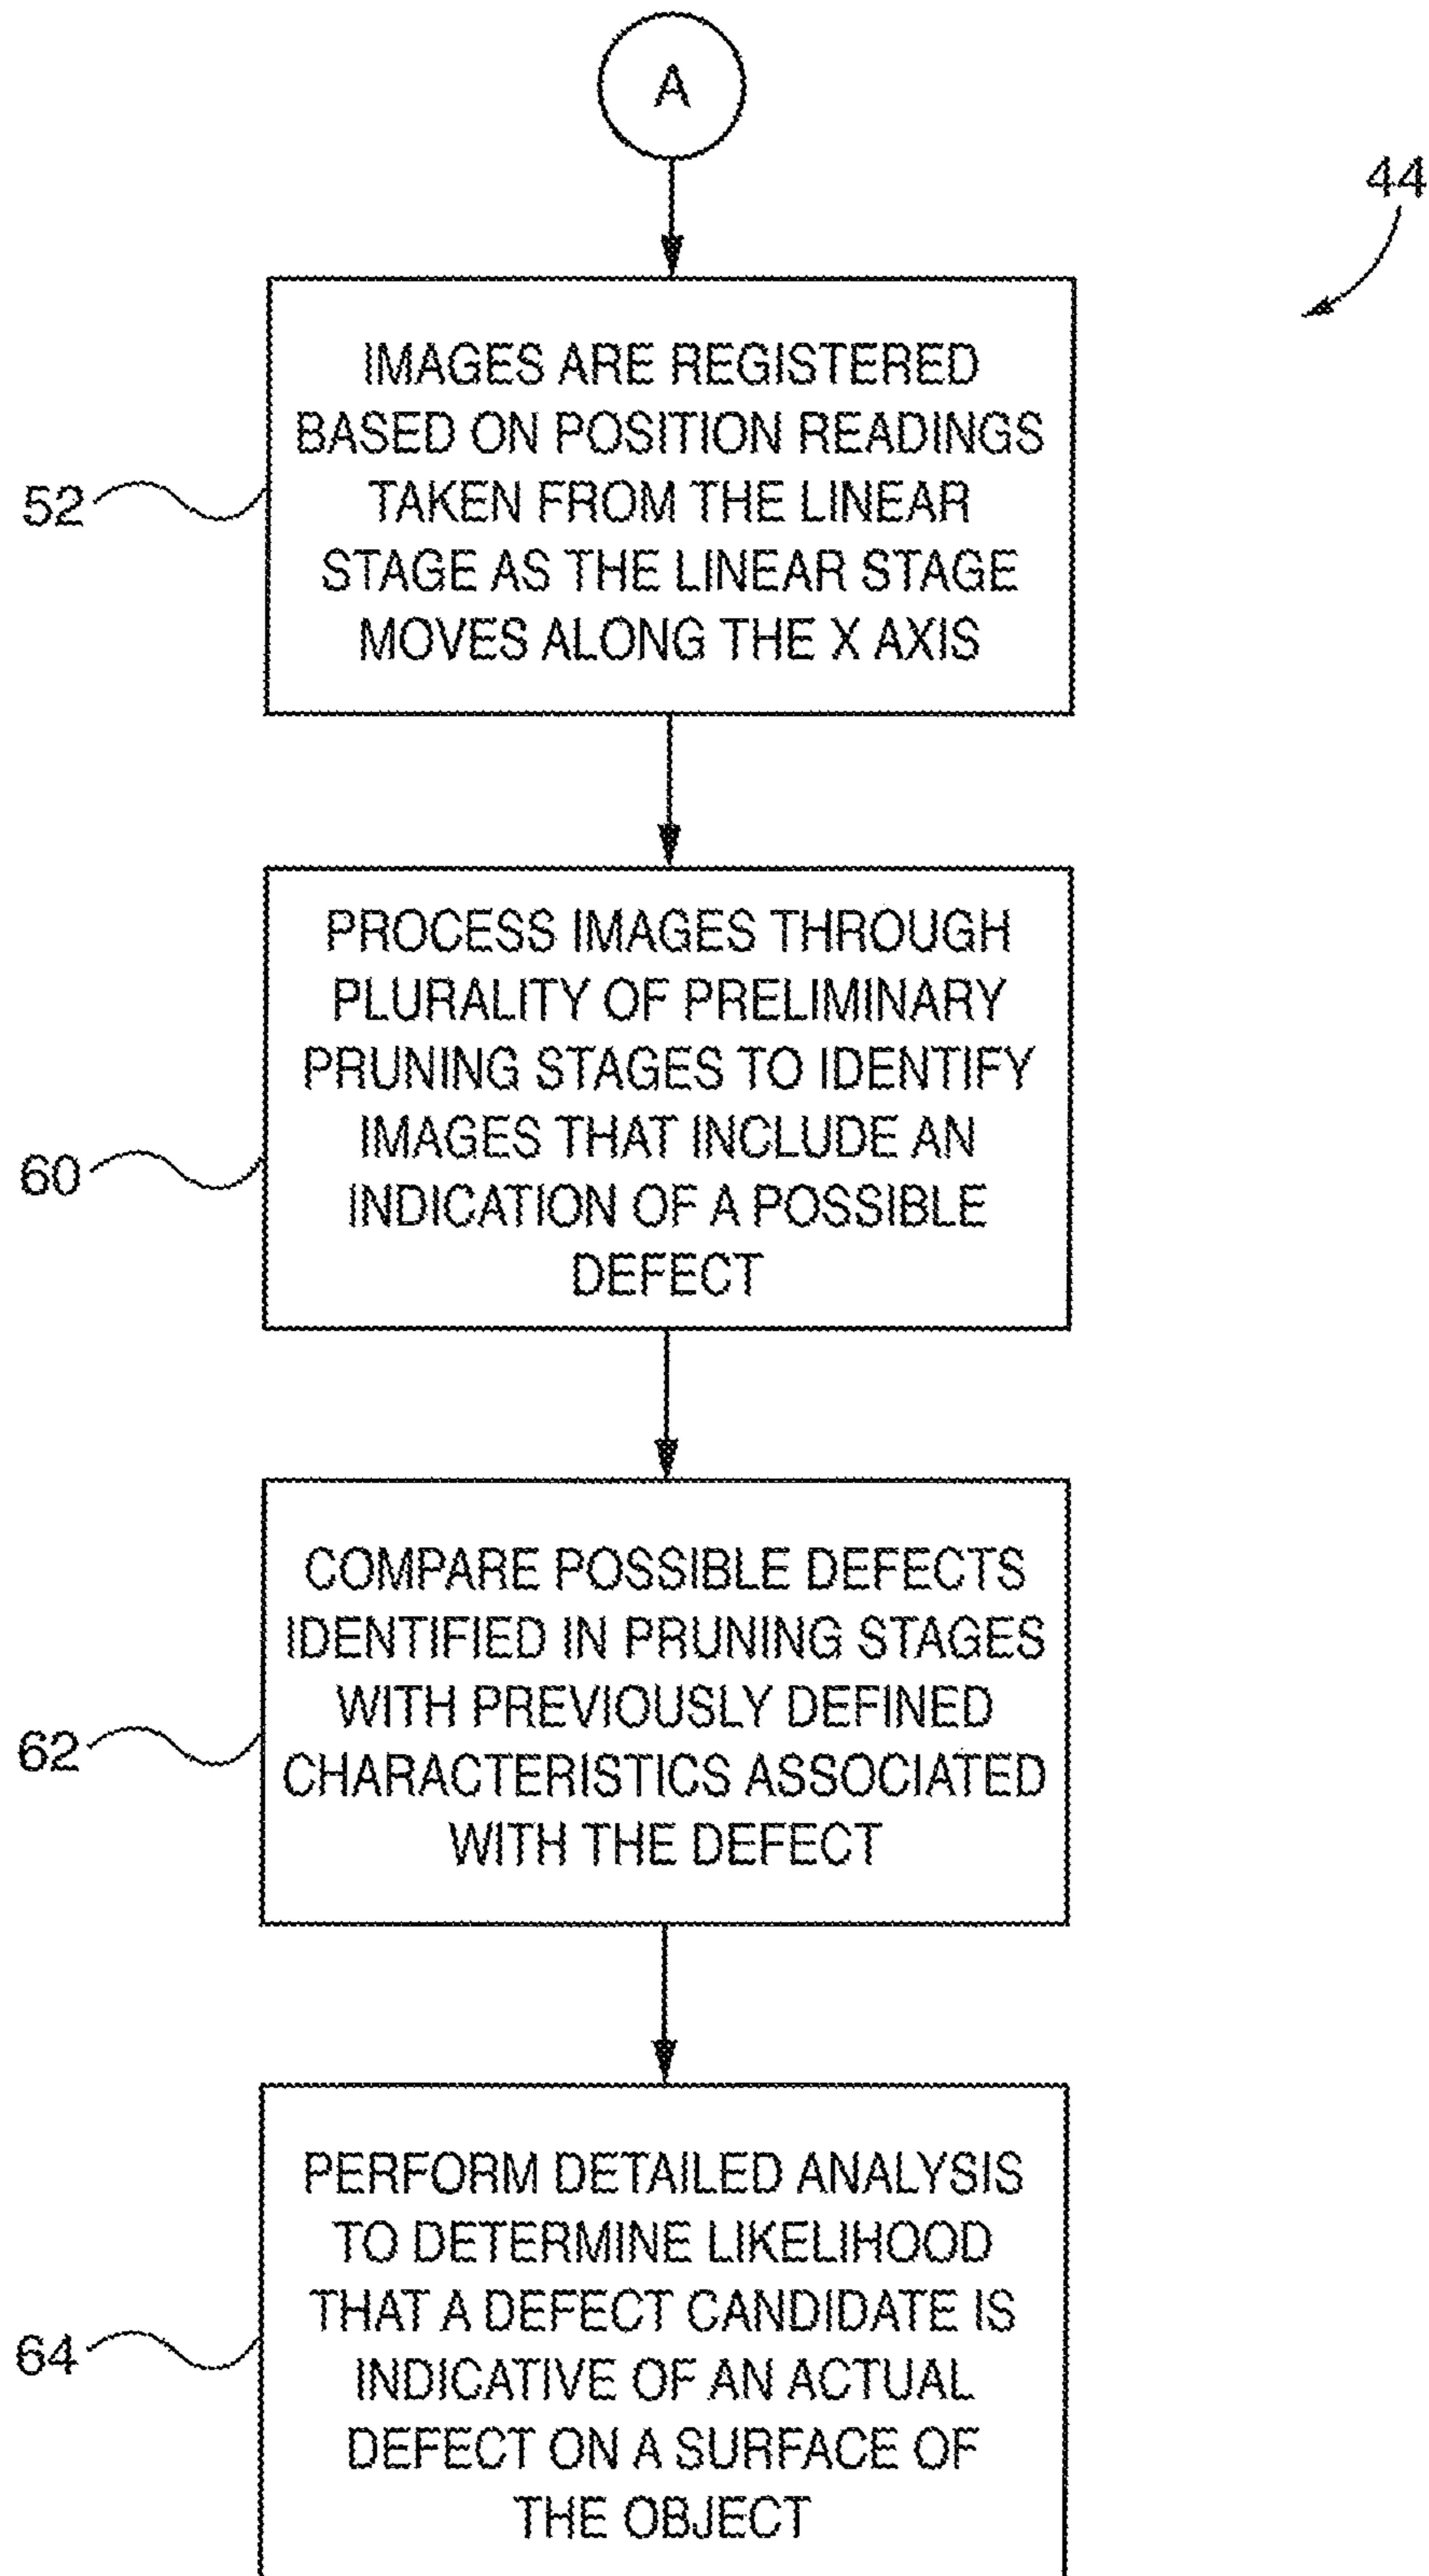 A
44
IMAGES ARE REGISTERED
BASED ON POSITION READINGS
TAKEN FROM THE LINEAR
STAGE AS THE LINEAR STAGE
MOVES ALONG THE X AXIS
52
PROCESS IMAGES THROUGH
PLURALITY OF PRELIMINARY
PRUNING STAGES TO IDENTIFY
IMAGES THAT INCLUDE AN
INDICATION OF A POSSIBLE
DEFECT
60
COMPARE POSSIBLE DEFECTS
IDENTIFIED IN PRUNING STAGES
WITH PREVIOUSLY DEFINED
CHARACTERISTICS ASSOCIATED
WITH THE DEFECT
62
PERFORM DETAILED ANALYSIS
TO DETERMINE LIKELIHOOD
THAT A DEFECT CANDIDATE IS
INDICATIVE OF AN ACTUAL
DEFECT ON A SURFACE OF
THE OBJECT
64